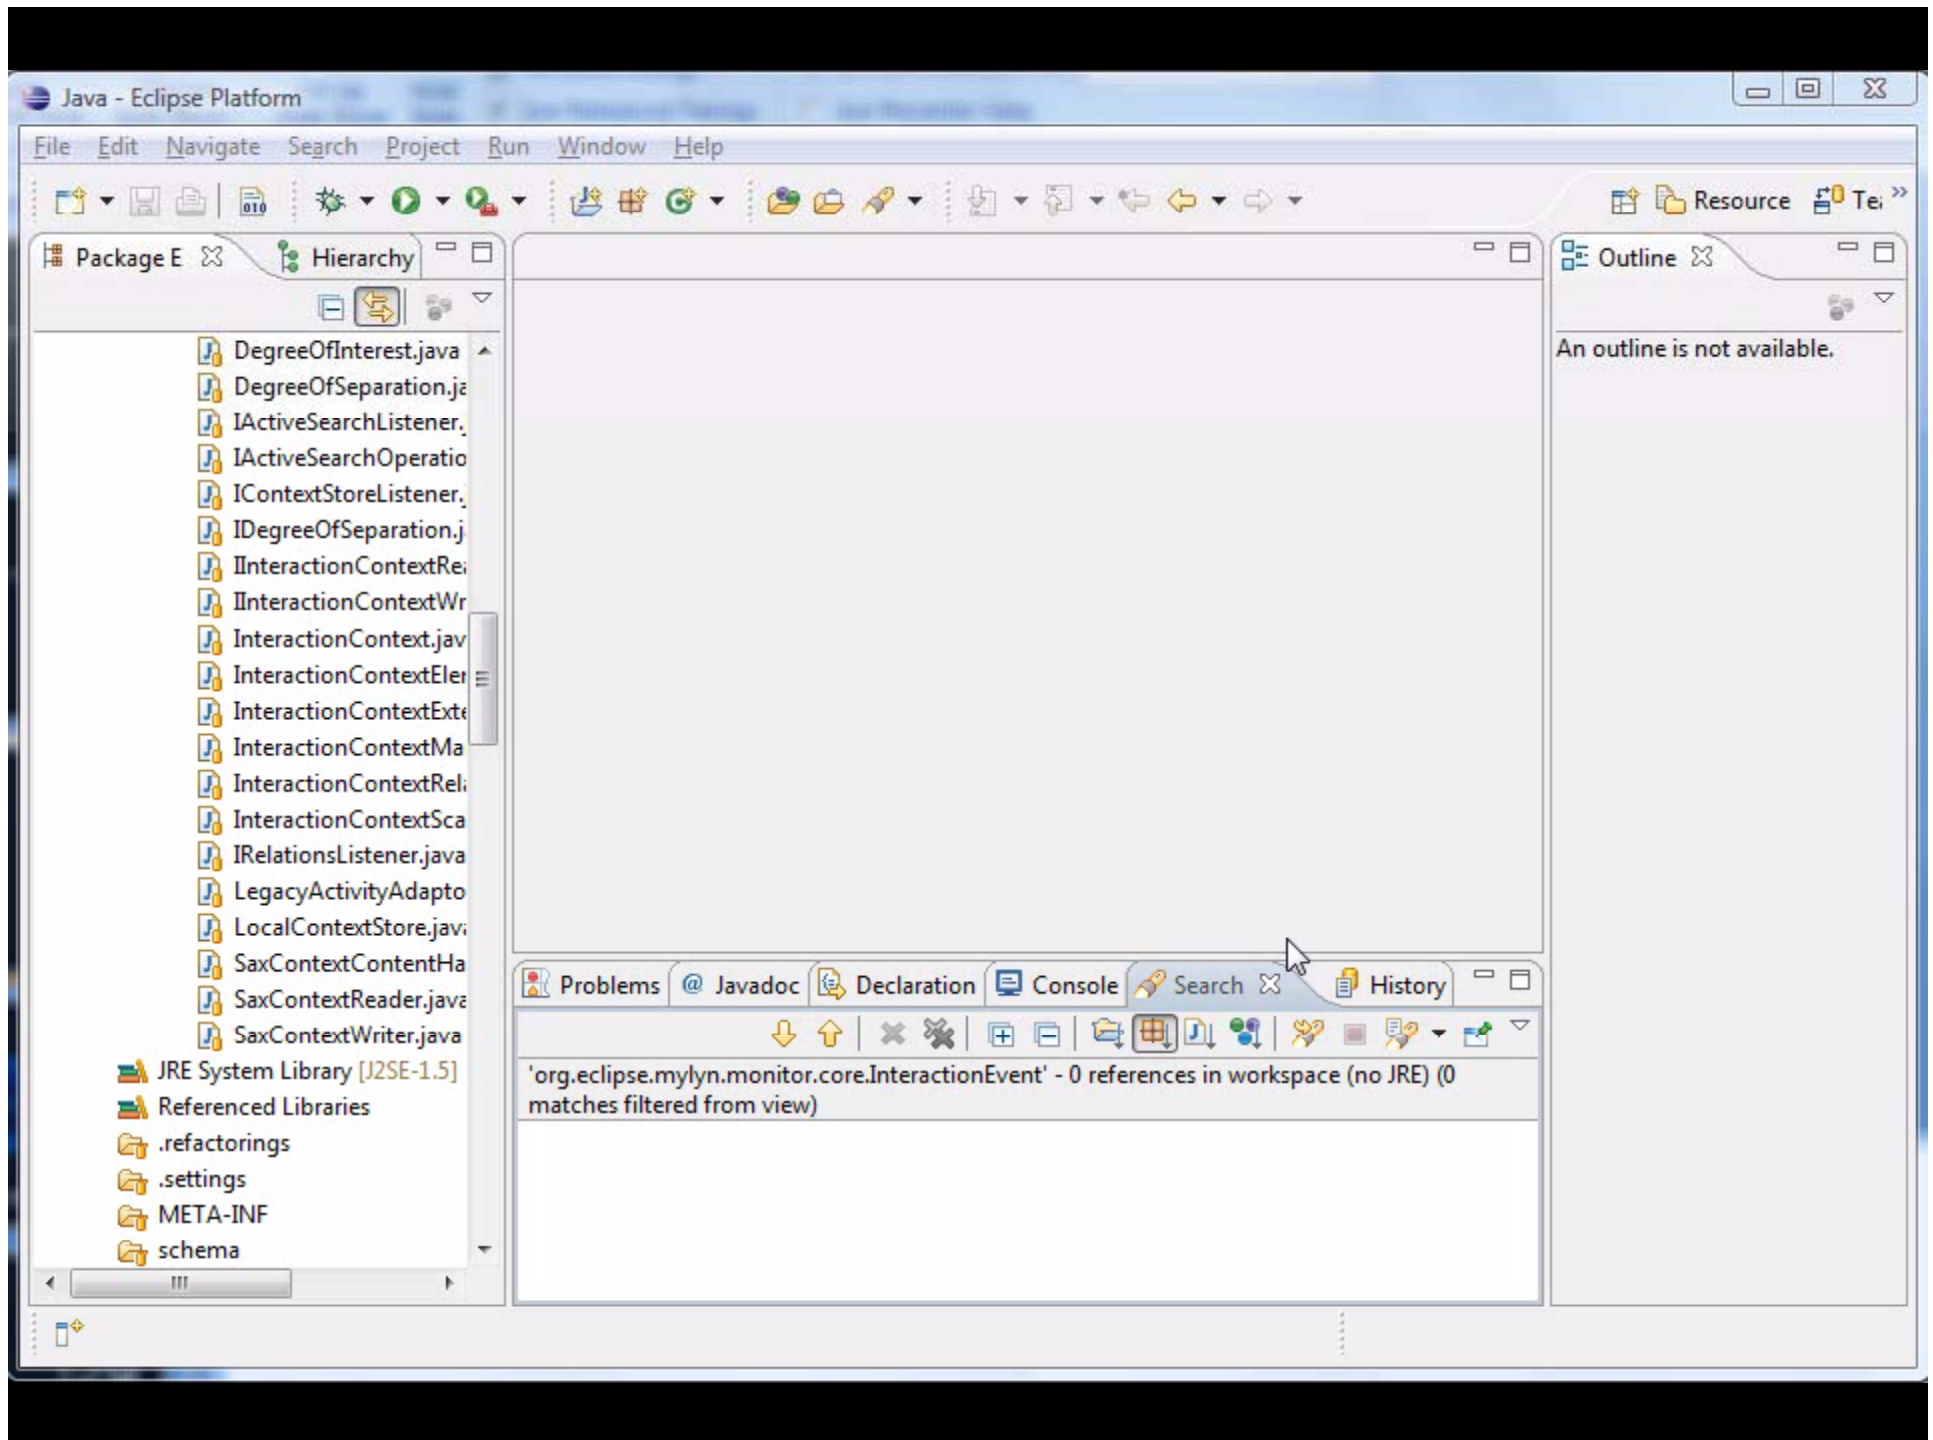 Java - Eclipse Platform
File Edit Navigate Search Project Run Window Help
Resource Te
Package E Hierarchy
Outline
An outline is not available.
DegreeOfInterest.java
DegreeOfSeparation.ja
IActiveSearchListener.
IActiveSearchOperatio
IContextStoreListener.
IDegreeOfSeparation.j
IInteractionContextRe
IInteractionContextWr
InteractionContext.jav
InteractionContextEler
InteractionContextExte
InteractionContextMa
InteractionContextRel
InteractionContextSca
IRelationsListener.java
LegacyActivityAdapto
LocalContextStore.jav
SaxContextContentHa
SaxContextReader.java
SaxContextWriter.java
JRE System Library [J2SE-1.5]
Referenced Libraries
.refactorings
.settings
META-INF
schema
Problems @ Javadoc Declaration Console Search History
'org.eclipse.mylyn.monitor.core.InteractionEvent' - 0 references in workspace (no JRE) (0
matches filtered from view)